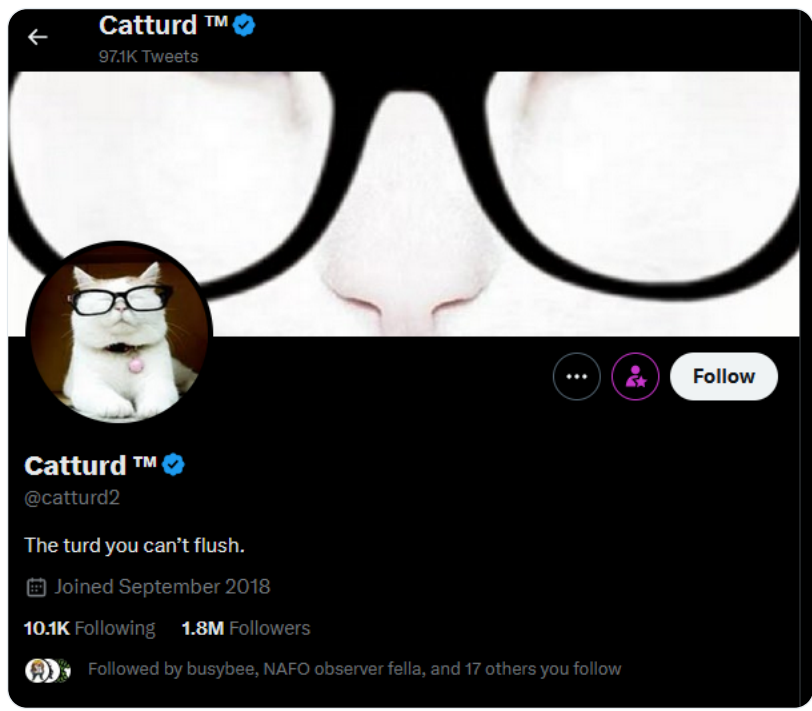 Catturd ™
97.1K Tweets
Follow
Catturd ™
@catturd2
The turd you can’t flush.
Joined September 2018
10.1K Following 1.8M Followers
Followed by busybee, NAFO observer fella, and 17 others you follow